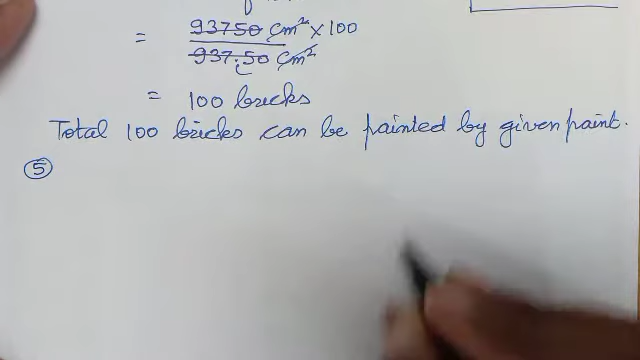 = 93750 cm² × 100
937.50 cm²
= 100 bricks
Total 100 bricks can be painted by given paint.
5